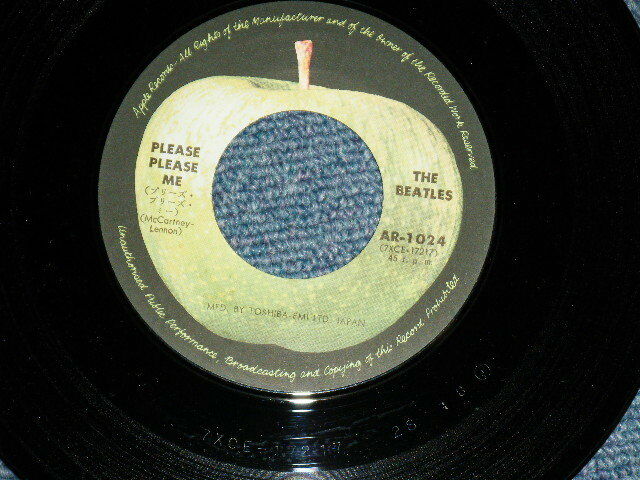 Apple Records-All Rights of the Manufacturer and of the Owner of the Recorded Work Reserved
PLEASE
PLEASE
ME
(プリーズ・
プリーズ・
ミー)
(McCartney-
Lennon)
THE
BEATLES
AR-1024
(7XCE-17217)
45 r. p. m.
MFD. BY TOSHIBA-EMI LTD. JAPAN
Unauthorised Public Performance, Broadcasting and Copying of this Record Prohibited
7XCE-17217